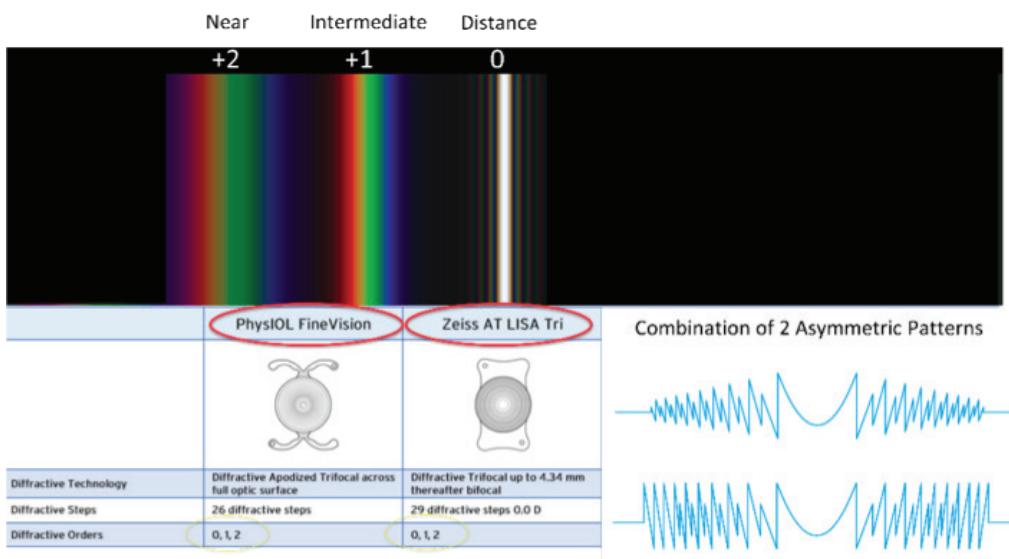 Near Intermediate Distance
+2 +1 0
PhysIOL FineVision Zeiss AT LISA Tri
Combination of 2 Asymmetric Patterns
Diffractive Technology
Diffractive Apodized Trifocal across
full optic surface
Diffractive Trifocal up to 4.34 mm
thereafter bifocal
Diffractive Steps 26 diffractive steps 29 diffractive steps 0.0 D
Diffractive Orders 0, 1, 2 0, 1, 2